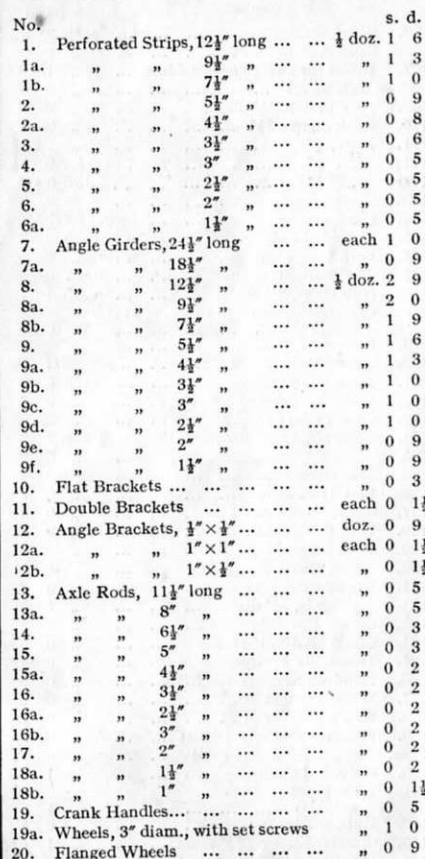 No. s. d.
1. Perforated Strips, 12½″ long ... ... ½ doz. 1 6
1a. „ „ 9½″ „ ... ... „ 1 3
1b. „ „ 7½″ „ ... ... „ 1 0
2. „ „ 5½″ „ ... ... „ 0 9
2a. „ „ 4½″ „ ... ... „ 0 8
3. „ „ 3½″ „ ... ... „ 0 6
4. „ „ 3″ „ ... ... „ 0 5
5. „ „ 2½″ „ ... ... „ 0 5
6. „ „ 2″ „ ... ... „ 0 5
6a. „ „ 1½″ „ ... ... „ 0 5
7. Angle Girders, 24½″ long ... ... each 1 0
7a. „ „ 18½″ „ ... ... „ 0 9
8. „ „ 12½″ „ ... ... ½ doz. 2 9
8a. „ „ 9½″ „ ... ... „ 2 0
8b. „ „ 7½″ „ ... ... „ 1 9
9. „ „ 5½″ „ ... ... „ 1 6
9a. „ „ 4½″ „ ... ... „ 1 3
9b. „ „ 3½″ „ ... ... „ 1 0
9c. „ „ 3″ „ ... ... „ 1 0
9d. „ „ 2½″ „ ... ... „ 1 0
9e. „ „ 2″ „ ... ... „ 0 9
9f. „ „ 1½″ „ ... ... „ 0 9
10. Flat Brackets ... ... ... ... ... „ 0 3
11. Double Brackets ... ... ... ... each 0 1½
12. Angle Brackets, ½″ × ½″ ... ... doz. 0 9
12a. „ „ 1″ × 1″ ... ... each 0 1½
12b. „ „ 1″ × ½″ ... ... „ 0 1½
13. Axle Rods, 11½″ long ... ... ... „ 0 5
13a. „ „ 8″ „ ... ... ... „ 0 5
14. „ „ 6½″ „ ... ... ... „ 0 3
15. „ „ 5″ „ ... ... ... „ 0 3
15a. „ „ 4½″ „ ... ... ... „ 0 2
16. „ „ 3½″ „ ... ... ... „ 0 2
16a. „ „ 2½″ „ ... ... ... „ 0 2
16b. „ „ 3″ „ ... ... ... „ 0 2
17. „ „ 2″ „ ... ... ... „ 0 2
18a. „ „ 1½″ „ ... ... ... „ 0 2
18b. „ „ 1″ „ ... ... ... „ 0 1½
19. Crank Handles... ... ... ... ... „ 0 5
19a. Wheels, 3″ diam., with set screws „ 1 0
20. Flanged Wheels ... ... ... ... „ 0 9